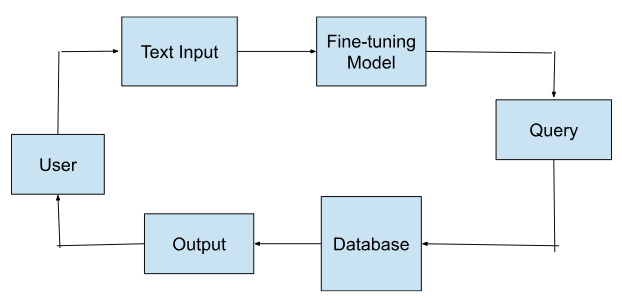 Text Input
Fine-tuning
Model
Query
User
Output
Database